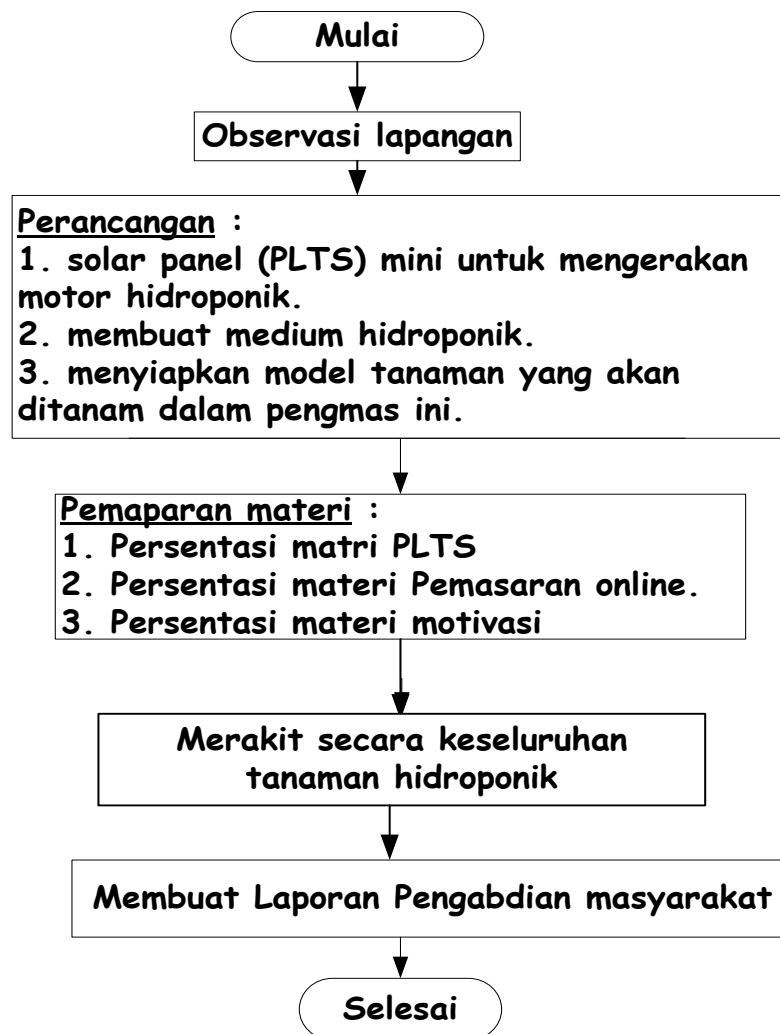 Mulai
Observasi lapangan
Perancangan :
1. solar panel (PLTS) mini untuk mengerakan
motor hidroponik.
2. membuat medium hidroponik.
3. menyiapkan model tanaman yang akan
ditanam dalam pengmas ini.
Pemaparan materi :
1. Persentasi matri PLTS
2. Persentasi materi Pemasaran online.
3. Persentasi materi motivasi
Merakit secara keseluruhan
tanaman hidroponik
Membuat Laporan Pengabdian masyarakat
Selesai